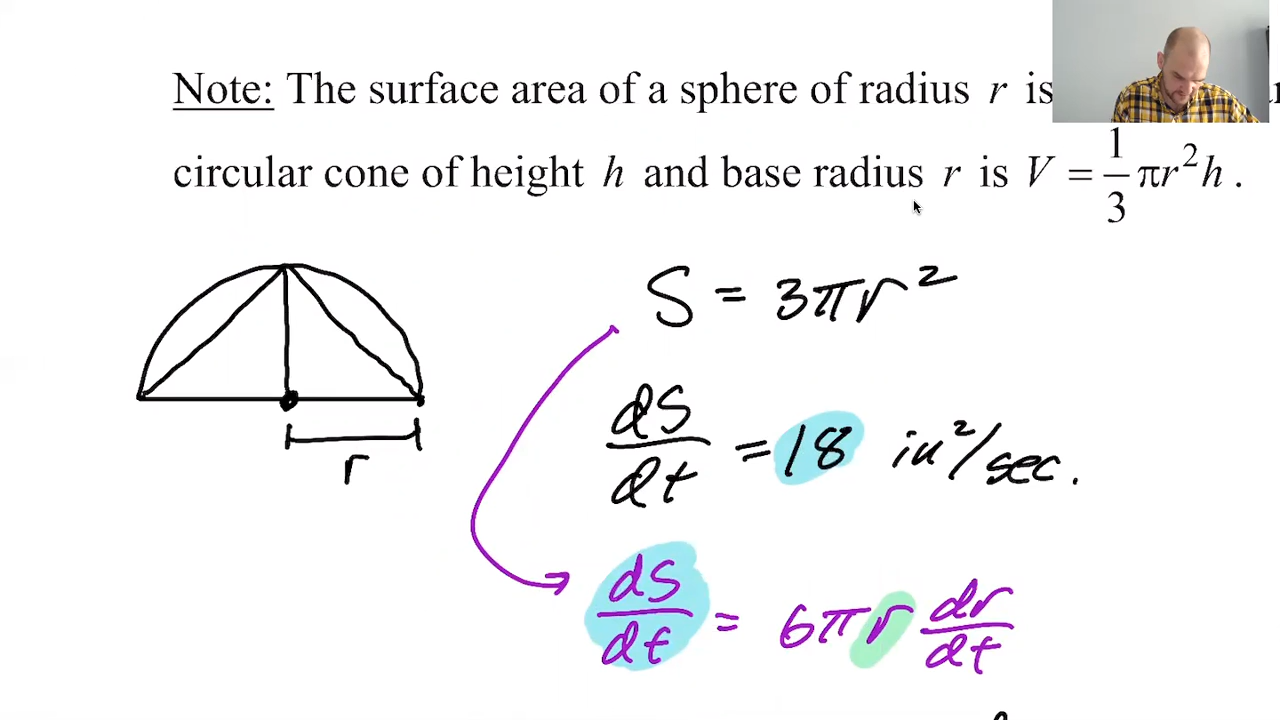 Note: The surface area of a sphere of radius r is
circular cone of height h and base radius r is V = 1/3 πr²h .
S = 3πr²
dS/dt = 18 in²/sec.
r
dS/dt = 6πr dr/dt